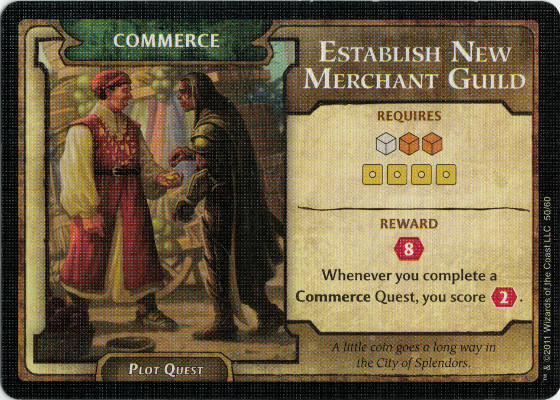 COMMERCE
ESTABLISH NEW
MERCHANT GUILD
REQUIRES
REWARD
8
Whenever you complete a
Commerce Quest, you score 2.
A little coin goes a long way in
the City of Splendors.
PLOT QUEST
™ & ©2011 Wizards of the Coast LLC 50/60